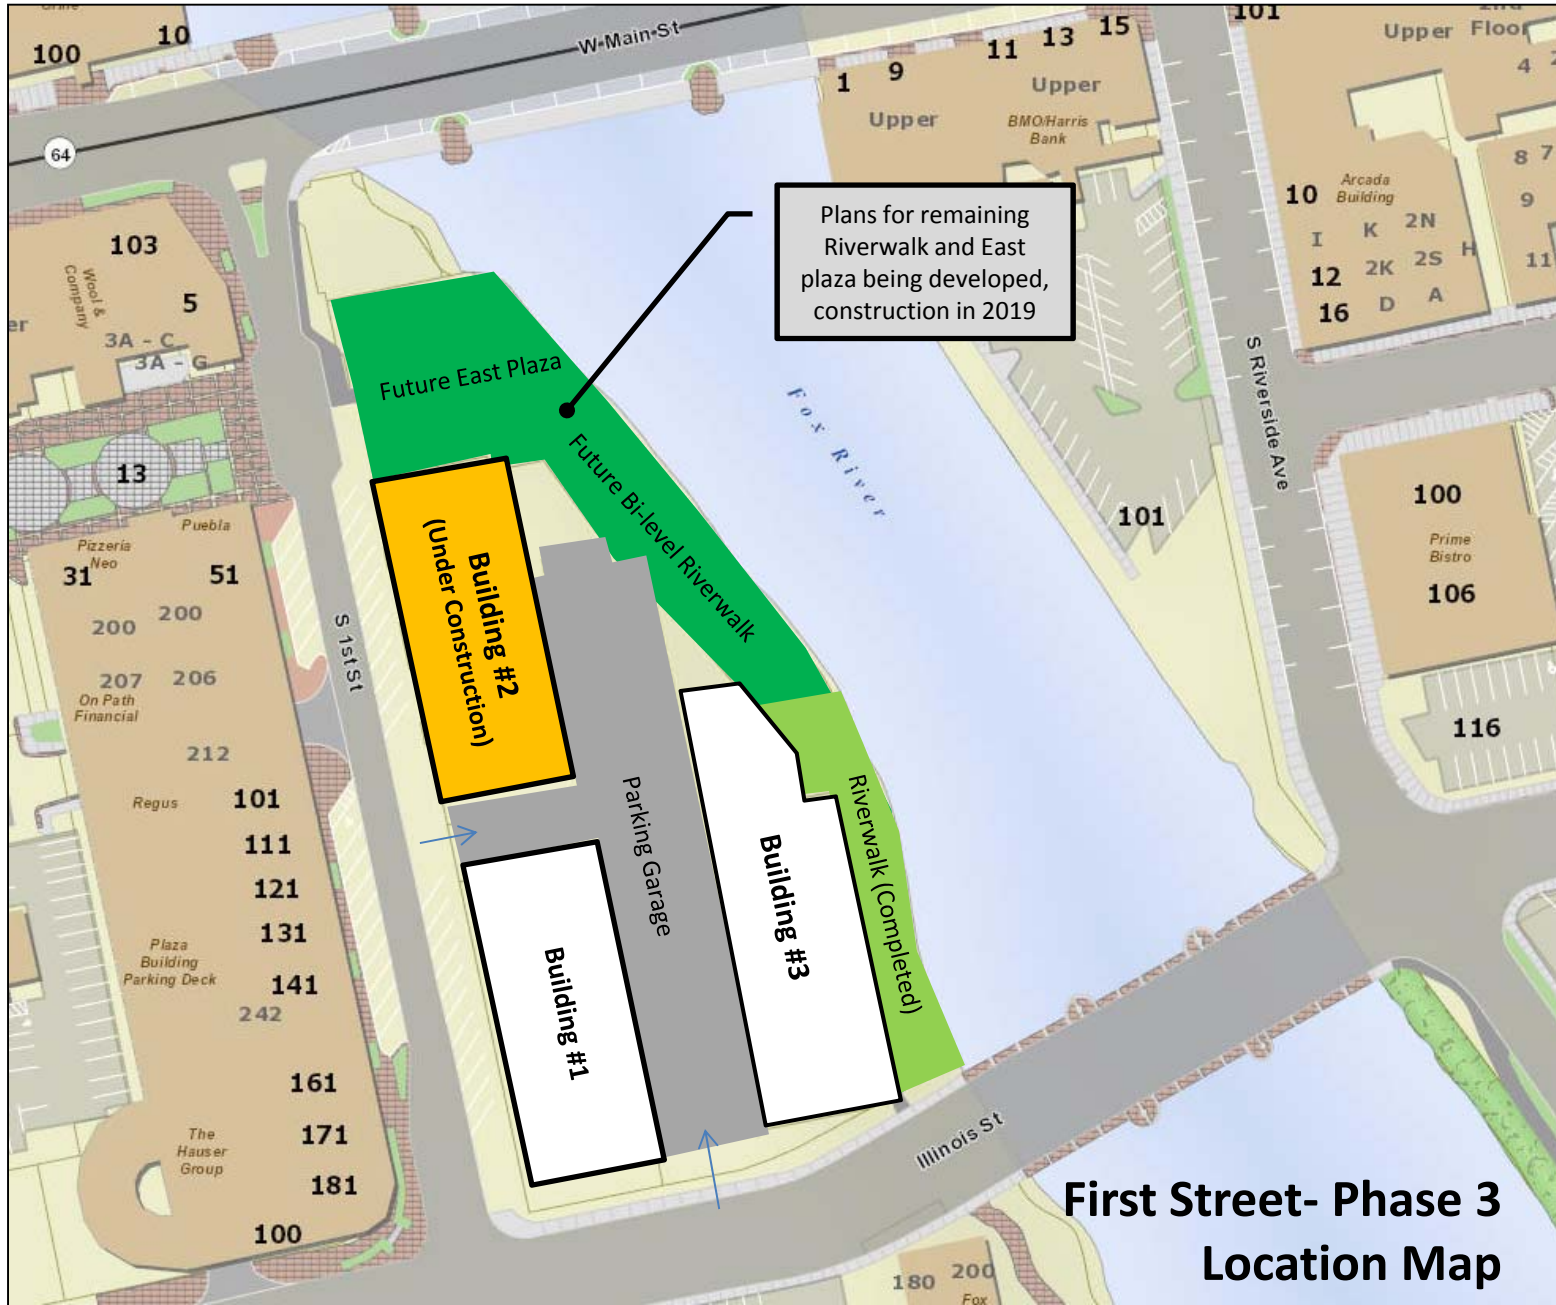 100
10
W Main St
64
1
9
11
13
15
Upper
Upper
BMO/Harris
Bank
101
Upper
Floor
4
8
7
9
11
10
Arcada
Building
I
K
2N
H
12
2K
2S
16
D
A
103
Wool &
Company
5
er
3A - C
3A - G
13
Plans for remaining
Riverwalk and East
plaza being developed,
construction in 2019
Future East Plaza
Future Bi-level Riverwalk
Fox River
S Riverside Ave
101
100
Prime
Bistro
106
116
Puebla
Pizzeria
Neo
31
51
200
200
207
206
On Path
Financial
212
Regus
101
111
121
131
Plaza
Building
Parking Deck
141
242
161
The
Hauser
Group
171
181
100
S 1st St
Building #2
(Under Construction)
Parking Garage
Building #1
Building #3
Riverwalk (Completed)
Illinois St
180
200
Fox
First Street- Phase 3
Location Map